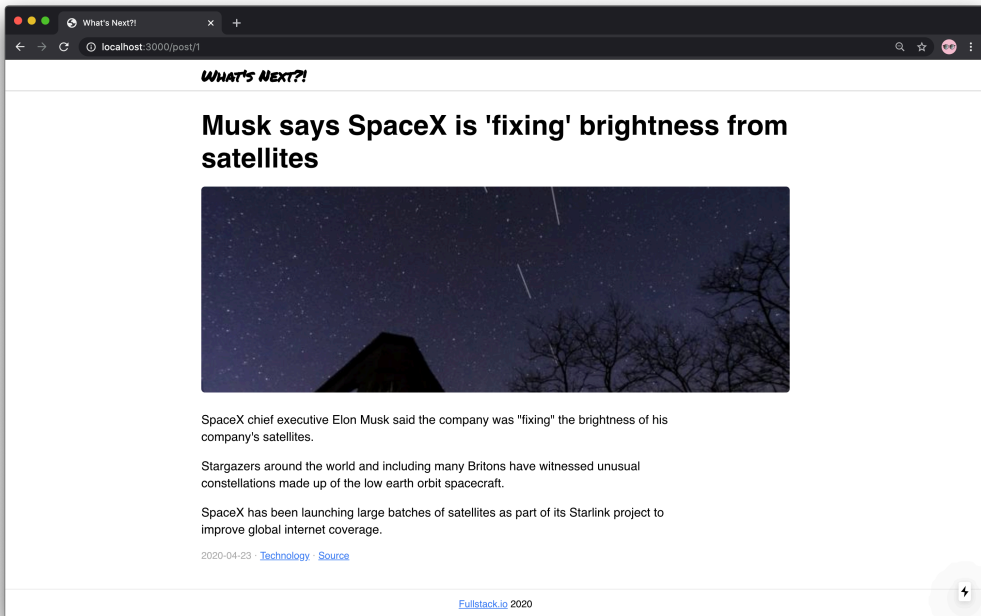 What's Next?!
localhost:3000/post/1
What's Next?!
Musk says SpaceX is 'fixing' brightness from
satellites
SpaceX chief executive Elon Musk said the company was "fixing" the brightness of his
company's satellites.
Stargazers around the world and including many Britons have witnessed unusual
constellations made up of the low earth orbit spacecraft.
SpaceX has been launching large batches of satellites as part of its Starlink project to
improve global internet coverage.
2020-04-23 · Technology · Source
Fullstack.io 2020